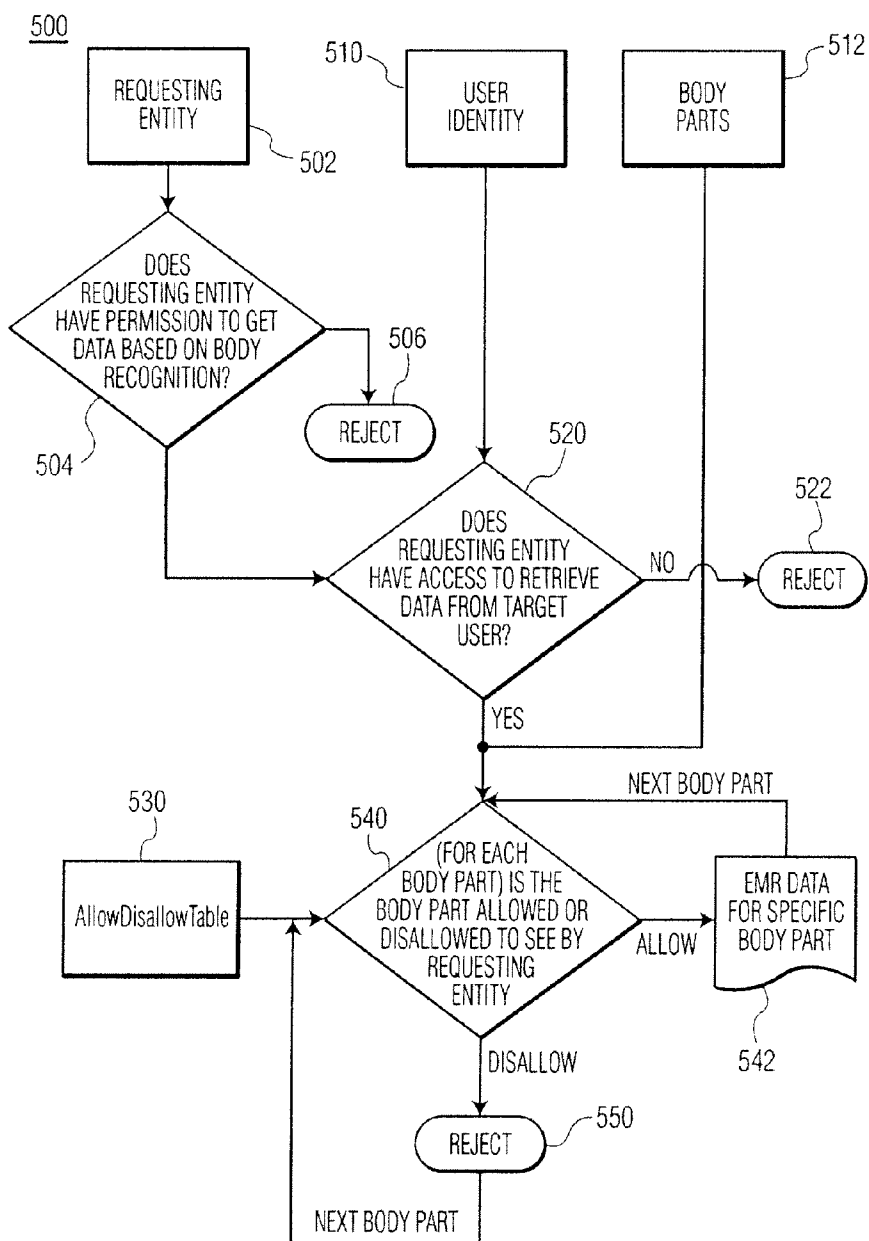 500
REQUESTING
ENTITY
502
510
USER
IDENTITY
BODY
PARTS
512
DOES
REQUESTING ENTITY
HAVE PERMISSION TO GET
DATA BASED ON BODY
RECOGNITION?
504
506
REJECT
520
DOES
REQUESTING ENTITY
HAVE ACCESS TO RETRIEVE
DATA FROM TARGET
USER?
NO
522
REJECT
YES
NEXT BODY PART
530
AllowDisallowTable
540
(FOR EACH
BODY PART) IS THE
BODY PART ALLOWED OR
DISALLOWED TO SEE BY
REQUESTING
ENTITY
ALLOW
EMR DATA
FOR SPECIFIC
BODY PART
542
DISALLOW
REJECT
550
NEXT BODY PART